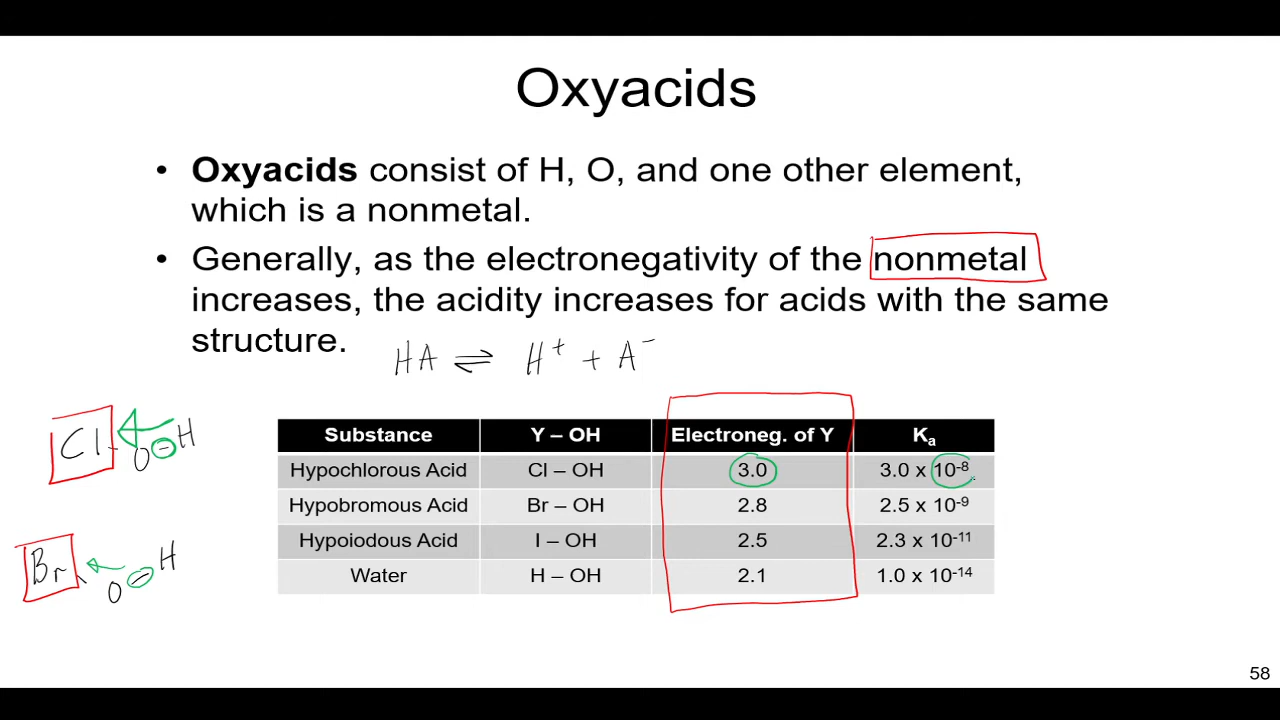 Oxyacids
• Oxyacids consist of H, O, and one other element,
which is a nonmetal.
• Generally, as the electronegativity of the nonmetal
increases, the acidity increases for acids with the same
structure.
HA ⇌ H⁺ + A⁻
Cl O ⊖ H
Br O ⊖ H
Substance Y – OH Electroneg. of Y Kₐ
Hypochlorous Acid Cl – OH 3.0 3.0 x 10⁻⁸
Hypobromous Acid Br – OH 2.8 2.5 x 10⁻⁹
Hypoiodous Acid I – OH 2.5 2.3 x 10⁻¹¹
Water H – OH 2.1 1.0 x 10⁻¹⁴
58